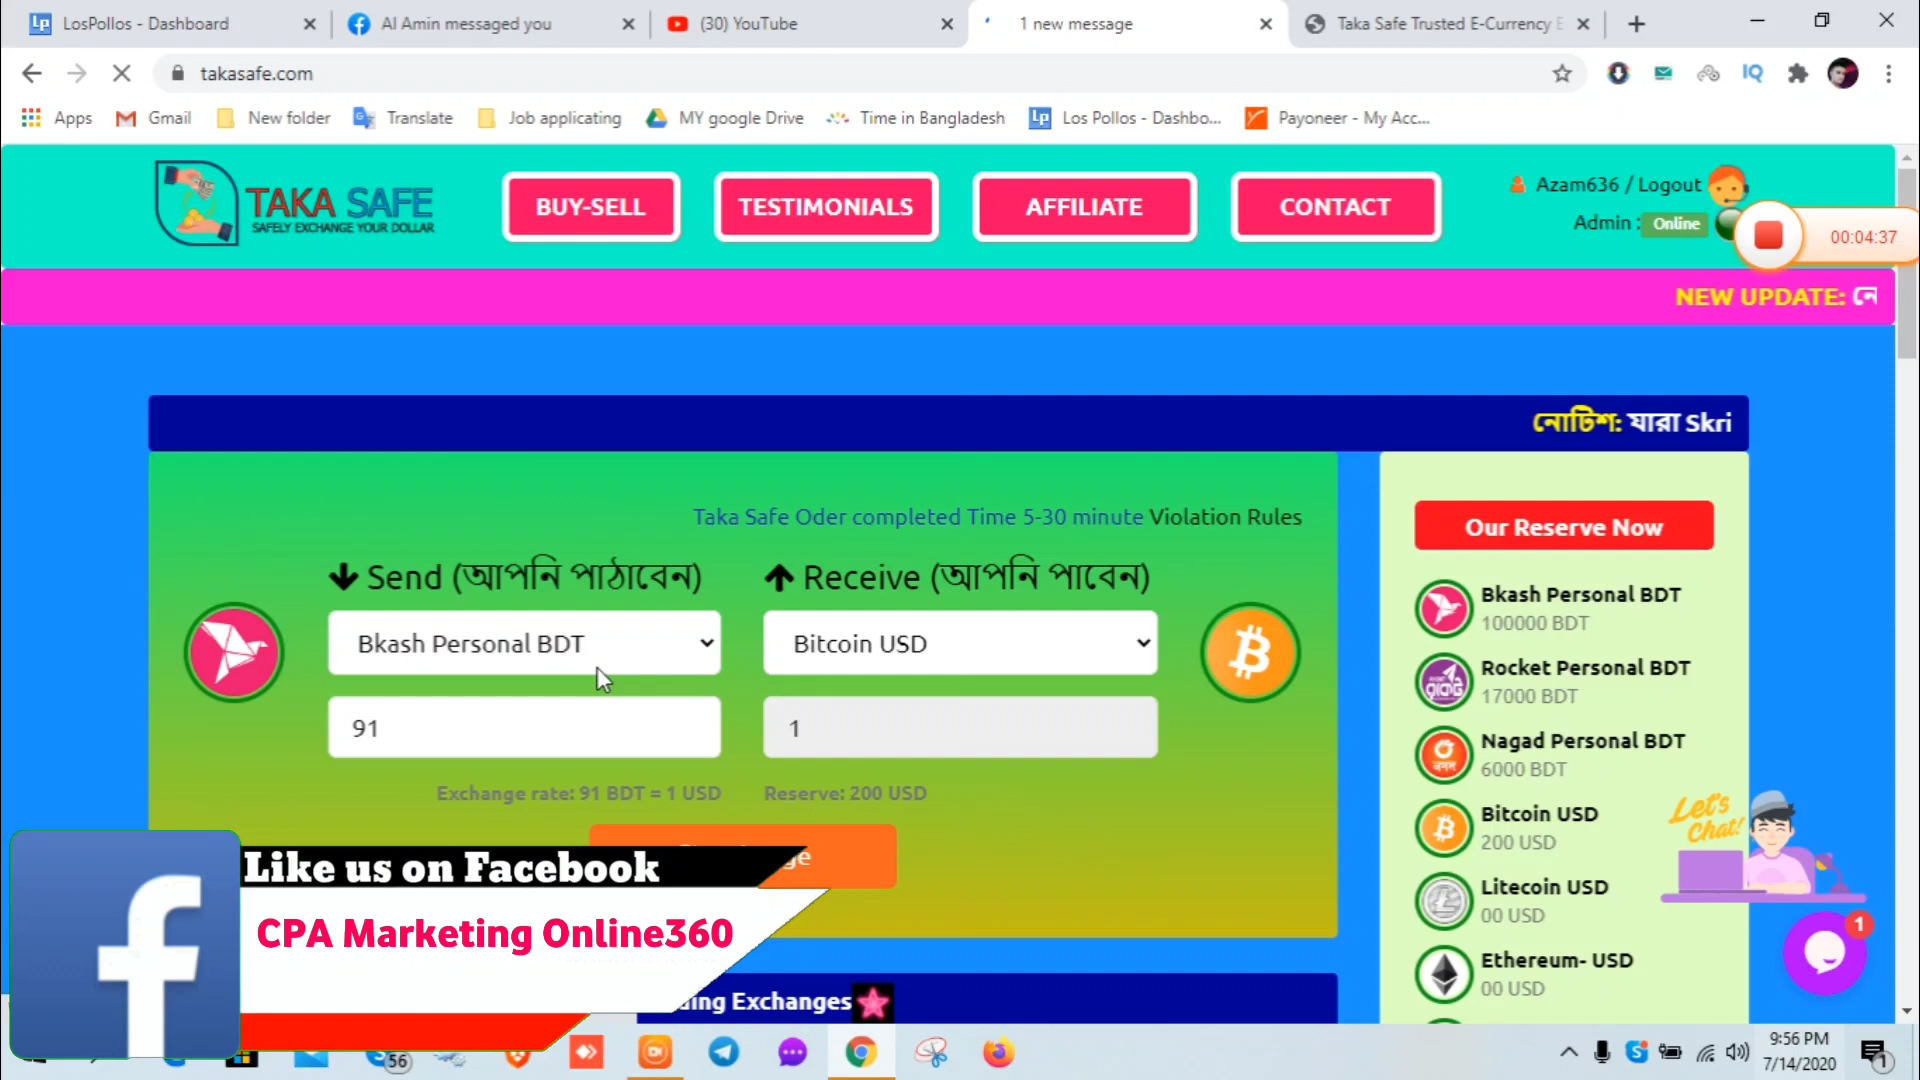 LosPollos - Dashboard
Al Amin messaged you
(30) YouTube
1 new message
Taka Safe Trusted E-Currency E
takasafe.com
Apps
Gmail
New folder
Translate
Job applicating
MY google Drive
Time in Bangladesh
Los Pollos - Dashbo...
Payoneer - My Acc...
TAKA SAFE
SAFELY EXCHANGE YOUR DOLLAR
BUY-SELL
TESTIMONIALS
AFFILIATE
CONTACT
Azam636 / Logout
Admin : Online
00:04:37
NEW UPDATE: নে
নোটিশ: যারা Skri
Taka Safe Oder completed Time 5-30 minute Violation Rules
Send (আপনি পাঠাবেন)
Receive (আপনি পাবেন)
Bkash Personal BDT
Bitcoin USD
91
1
Exchange rate: 91 BDT = 1 USD
Reserve: 200 USD
Our Reserve Now
Bkash Personal BDT
100000 BDT
Rocket Personal BDT
17000 BDT
Nagad Personal BDT
6000 BDT
Bitcoin USD
200 USD
Litecoin USD
00 USD
Ethereum- USD
00 USD
Let's Chat!
1
Like us on Facebook
CPA Marketing Online360
Exchanges
56
9:56 PM
7/14/2020
1